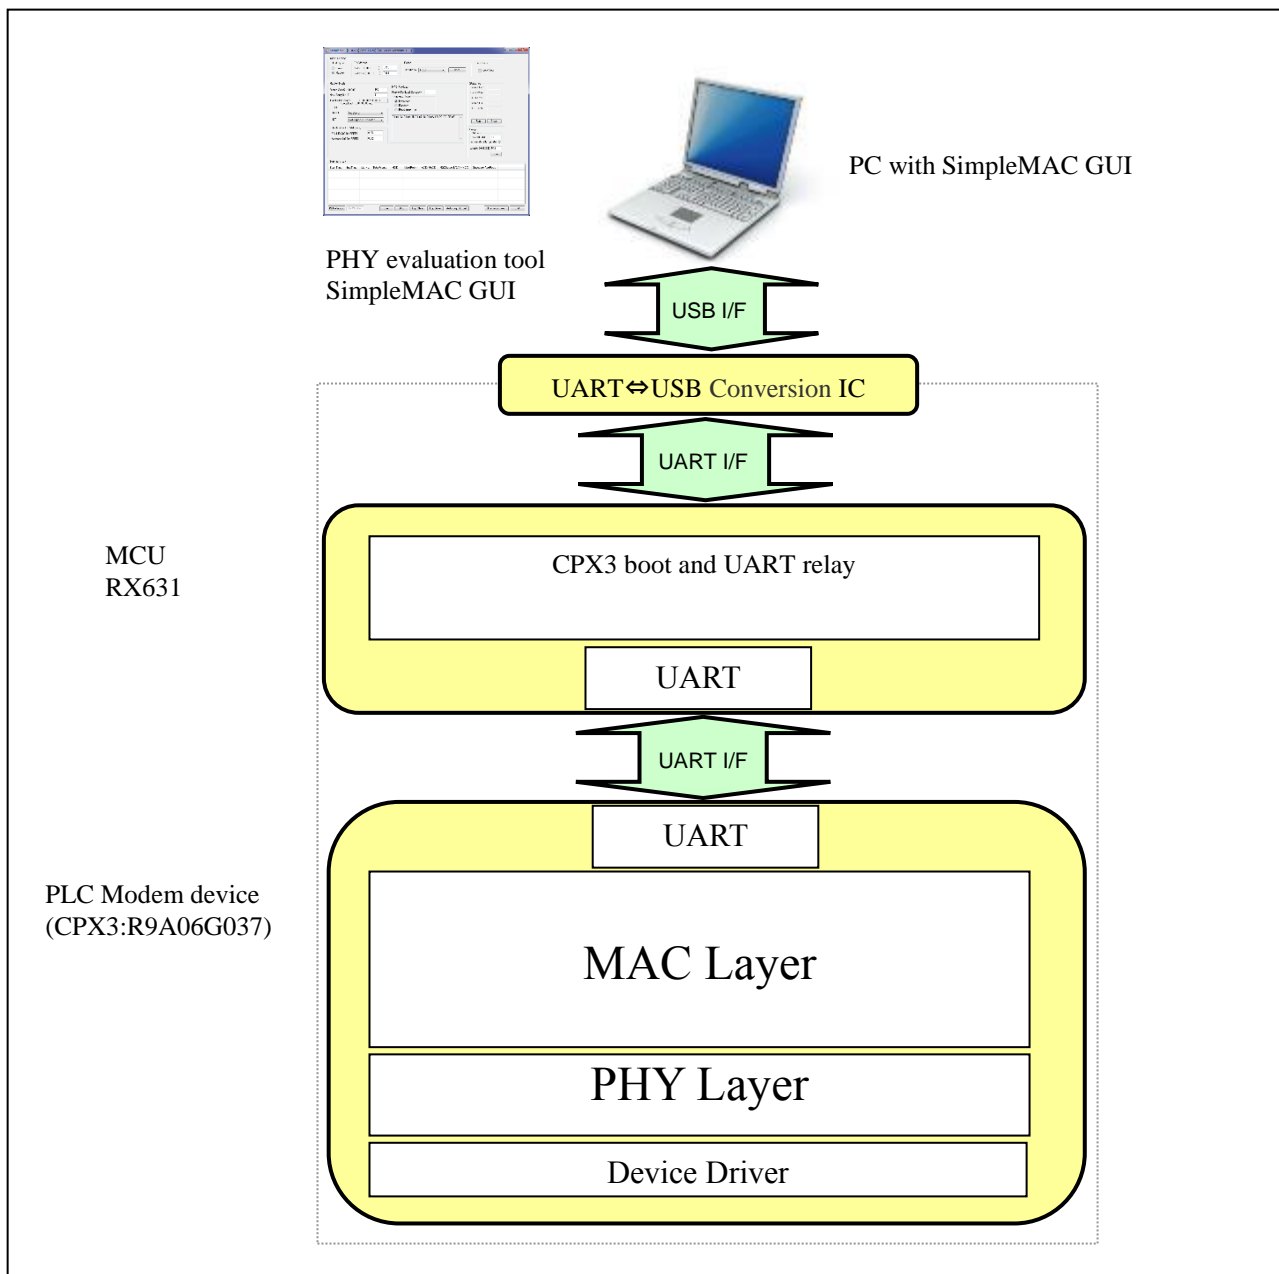 PC with SimpleMAC GUI
PHY evaluation tool
SimpleMAC GUI
USB I/F
UART⇔USB Conversion IC
UART I/F
MCU
RX631
CPX3 boot and UART relay
UART
UART I/F
PLC Modem device
(CPX3:R9A06G037)
UART
MAC Layer
PHY Layer
Device Driver